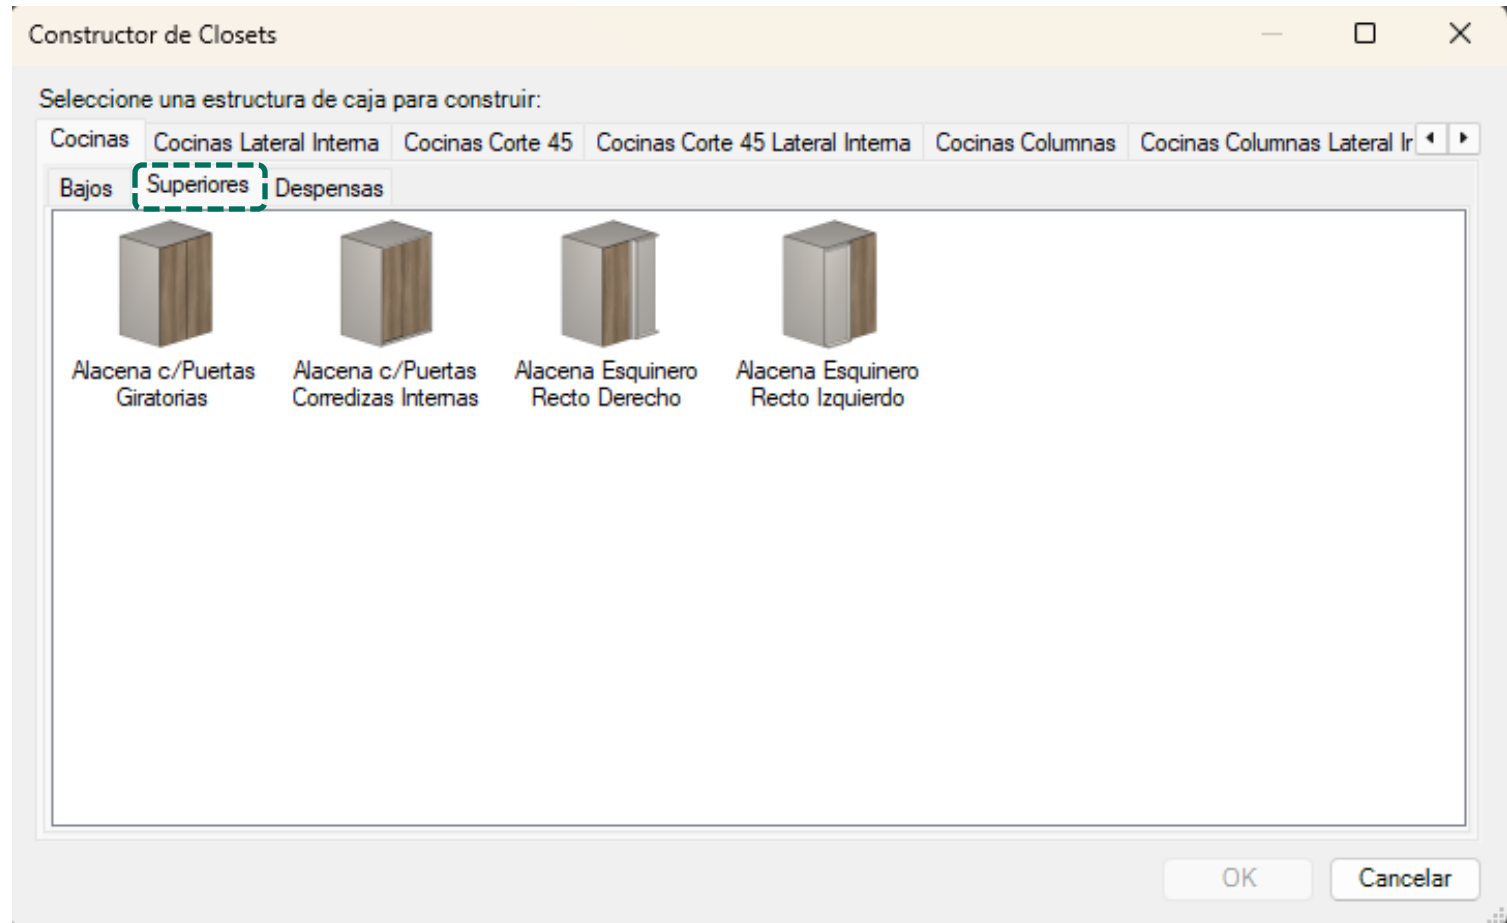 Constructor de Closets
Seleccione una estructura de caja para construir:
Cocinas Cocinas Lateral Interna Cocinas Corte 45 Cocinas Corte 45 Lateral Interna Cocinas Columnas Cocinas Columnas Lateral Ir
Bajos Superiores Despensas
Alacena c/Puertas
Giratorias
Alacena c/Puertas
Corredizas Internas
Alacena Esquinero
Recto Derecho
Alacena Esquinero
Recto Izquierdo
OK Cancelar